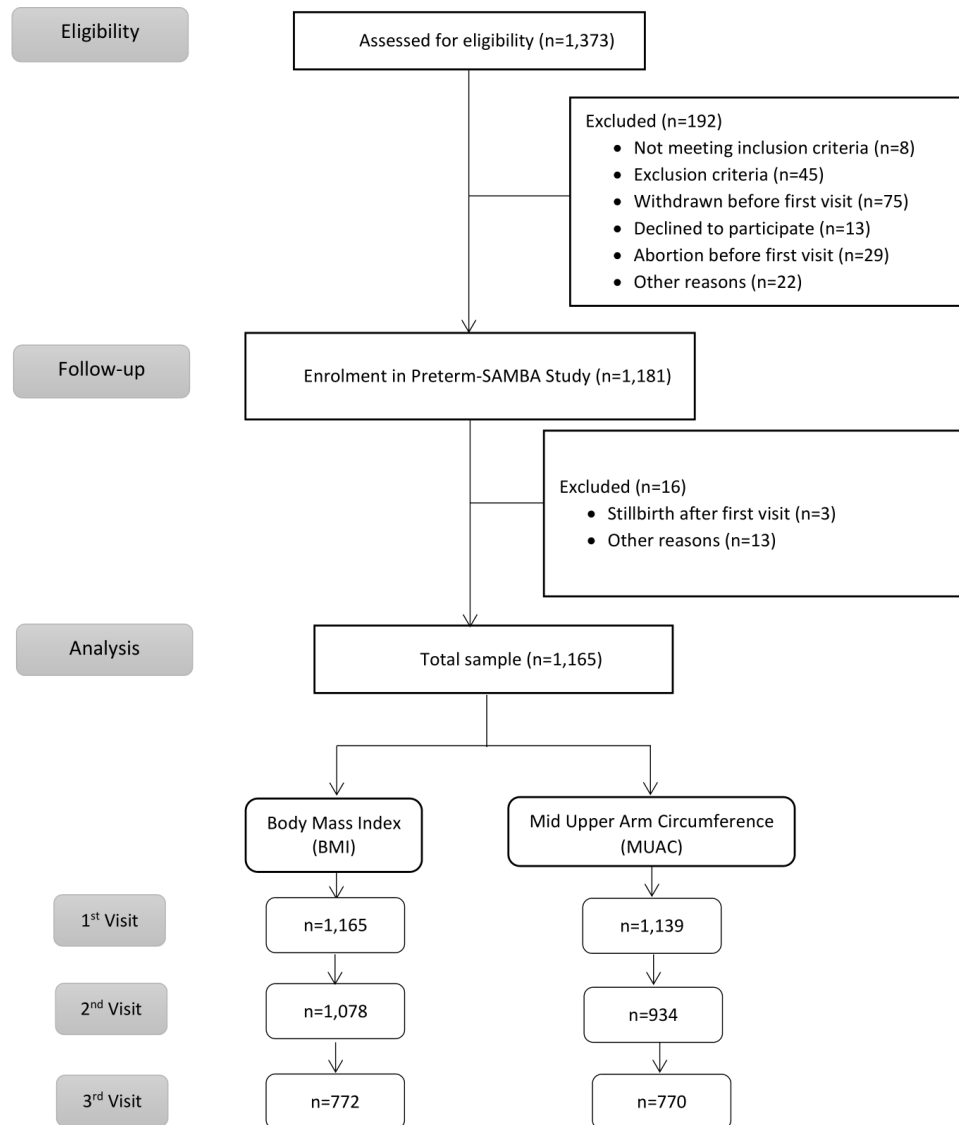 Eligibility
Assessed for eligibility (n=1,373)
Excluded (n=192)
• Not meeting inclusion criteria (n=8)
• Exclusion criteria (n=45)
• Withdrawn before first visit (n=75)
• Declined to participate (n=13)
• Abortion before first visit (n=29)
• Other reasons (n=22)
Follow-up
Enrolment in Preterm-SAMBA Study (n=1,181)
Excluded (n=16)
• Stillbirth after first visit (n=3)
• Other reasons (n=13)
Analysis
Total sample (n=1,165)
Body Mass Index
(BMI)
Mid Upper Arm Circumference
(MUAC)
1st Visit
n=1,165
n=1,139
2nd Visit
n=1,078
n=934
3rd Visit
n=772
n=770